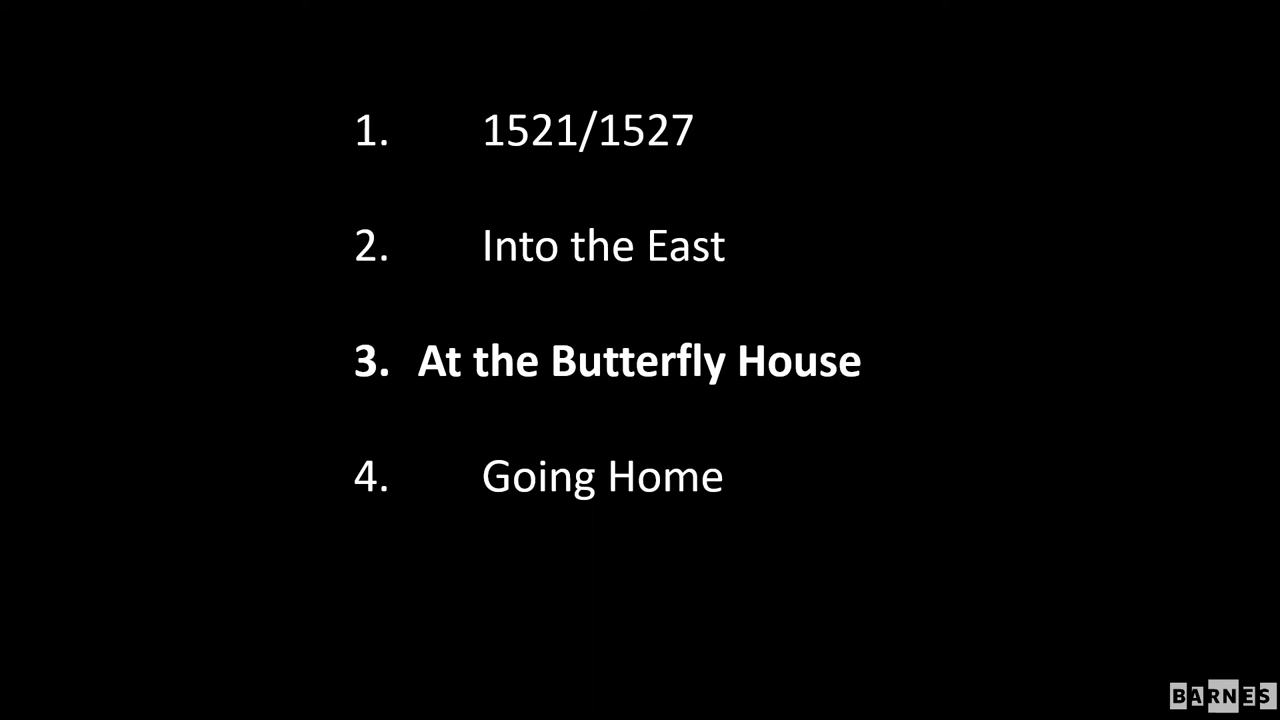 1. 1521/1527
2. Into the East
3. At the Butterfly House
4. Going Home
BARNES